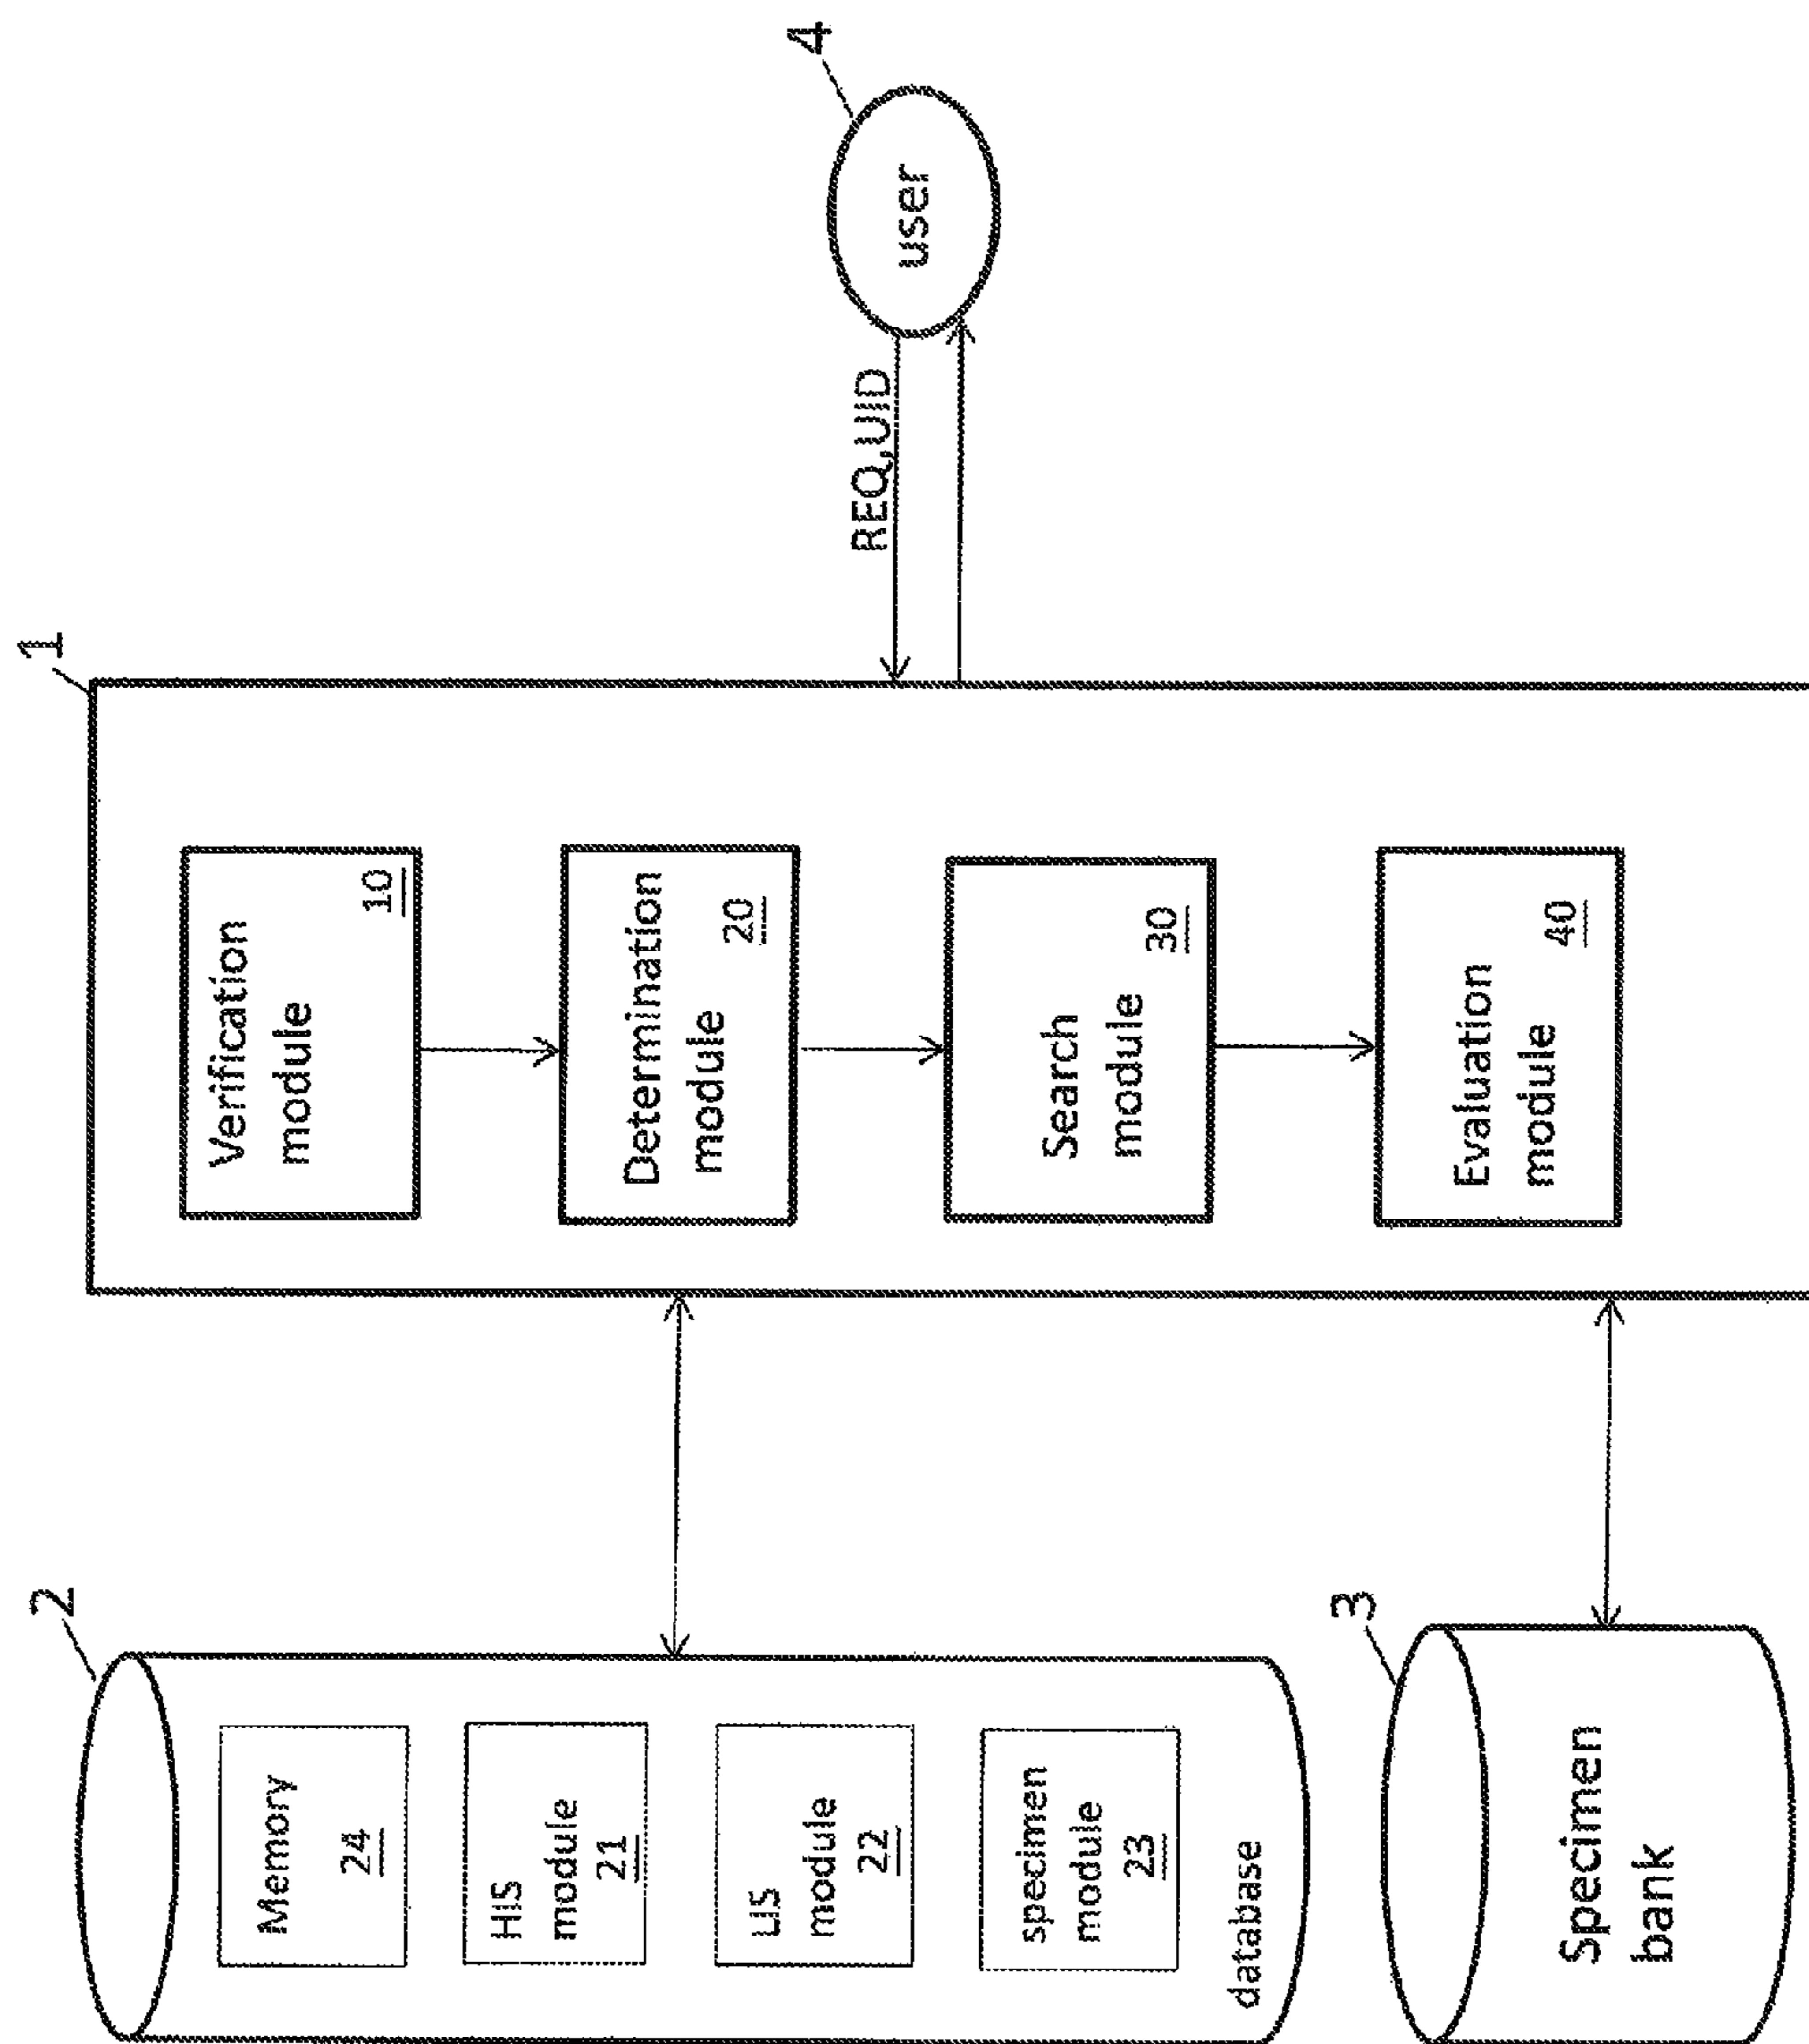 2
Memory
24
HIS
module
21
LIS
module
22
specimen
module
23
database
3
Specimen
bank
1
Verification
module
10
Determination
module
20
Search
module
30
Evaluation
module
40
REQ,UID
4
user